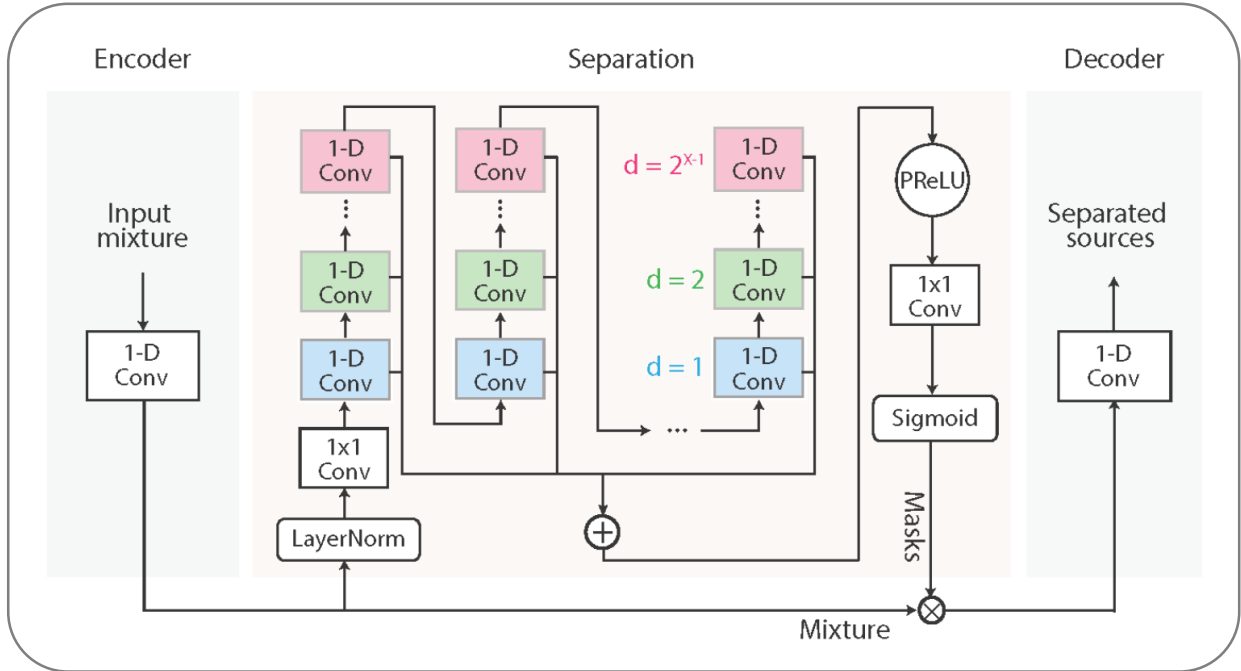 Encoder
Separation
Decoder
Input
mixture
1-D
Conv
1-D
Conv
1-D
Conv
1-D
Conv
1x1
Conv
LayerNorm
1-D
Conv
1-D
Conv
1-D
Conv
d = 2^X-1
d = 2
d = 1
1-D
Conv
1-D
Conv
1-D
Conv
PReLU
1x1
Conv
Sigmoid
Masks
Mixture
Separated
sources
1-D
Conv